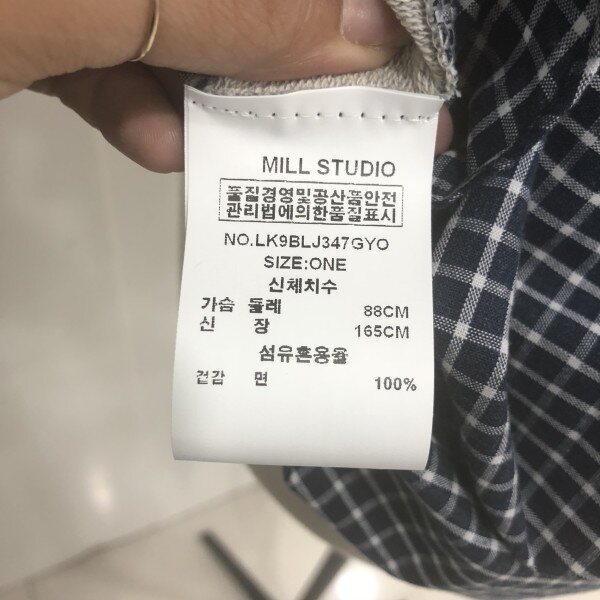 MILL STUDIO
품질경영및공산품안전
관리법에의한품질표시
NO.LK9BLJ347GYO
SIZE:ONE
신체치수
가슴 둘레 88CM
신 장 165CM
섬유혼용율
겉감 면 100%